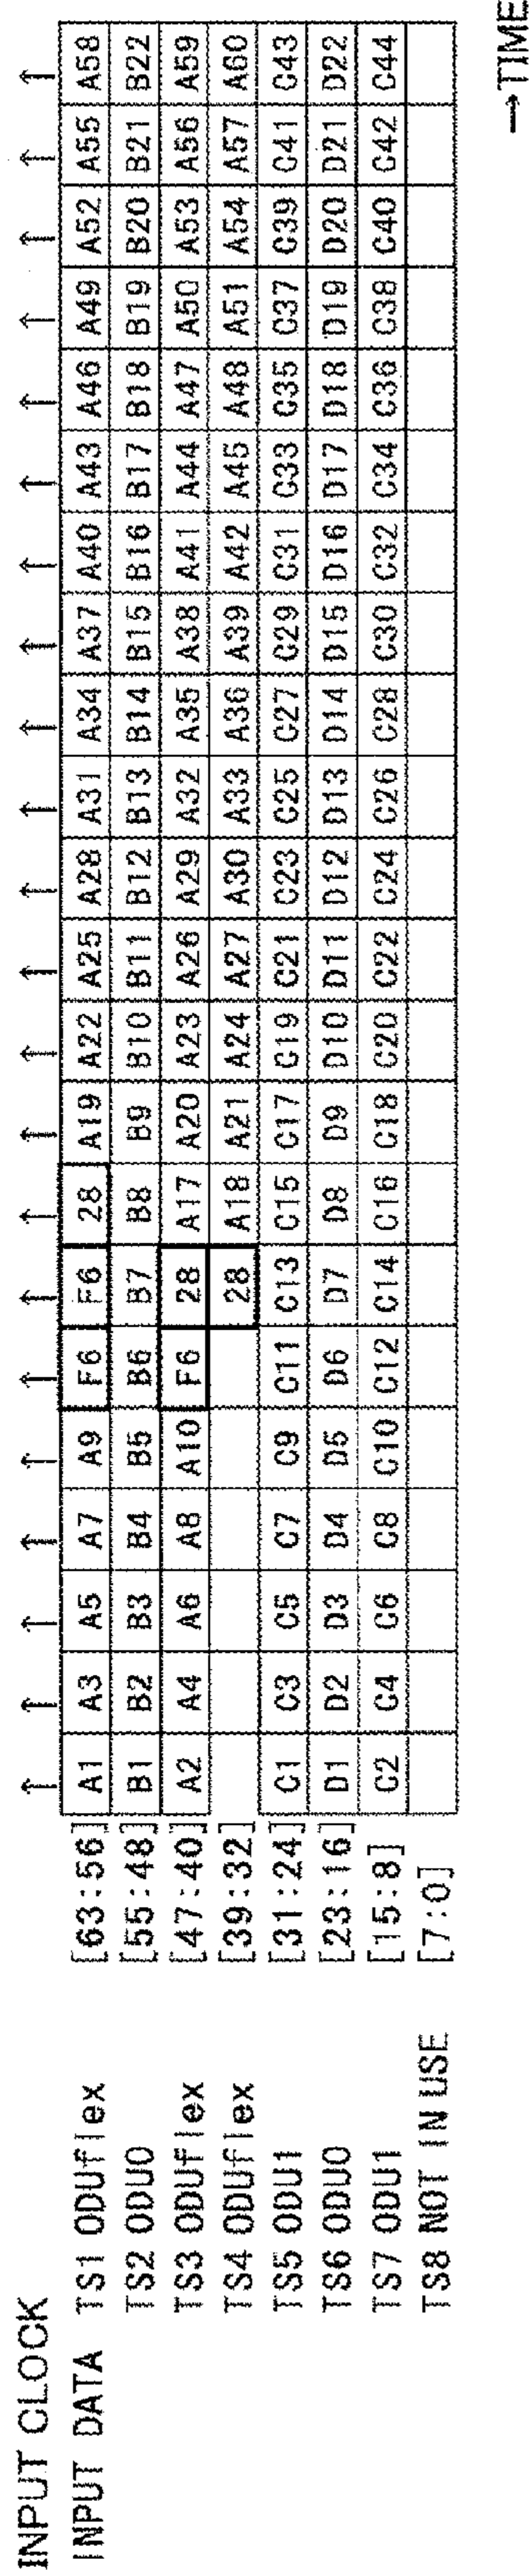 INPUT CLOCK ↑ ↑ ↑ ↑ ↑ ↑ ↑ ↑ ↑ ↑ ↑ ↑ ↑ ↑ ↑ ↑ ↑ ↑ ↑ ↑ ↑ ↑
INPUT DATA TS1 ODUflex [63:56] A1 A3 A5 A7 A9 F6 F6 28 A19 A22 A25 A28 A31 A34 A37 A40 A43 A46 A49 A52 A55 A58
TS2 ODU0 [55:48] B1 B2 B3 B4 B5 B6 B7 B8 B9 B10 B11 B12 B13 B14 B15 B16 B17 B18 B19 B20 B21 B22
TS3 ODUflex [47:40] A2 A4 A6 A8 A10 F6 28 A17 A20 A23 A26 A29 A32 A35 A38 A41 A44 A47 A50 A53 A56 A59
TS4 ODUflex [39:32] 28 A18 A21 A24 A27 A30 A33 A36 A39 A42 A45 A48 A51 A54 A57 A60
TS5 ODU1 [31:24] C1 C3 C5 C7 C9 C11 C13 C15 C17 C19 C21 C23 C25 C27 C29 C31 C33 C35 C37 C39 C41 C43
TS6 ODU0 [23:16] D1 D2 D3 D4 D5 D6 D7 D8 D9 D10 D11 D12 D13 D14 D15 D16 D17 D18 D19 D20 D21 D22
TS7 ODU1 [15:8] C2 C4 C6 C8 C10 C12 C14 C16 C18 C20 C22 C24 C26 C28 C30 C32 C34 C36 C38 C40 C42 C44
TS8 NOT IN USE [7:0]
→TIME